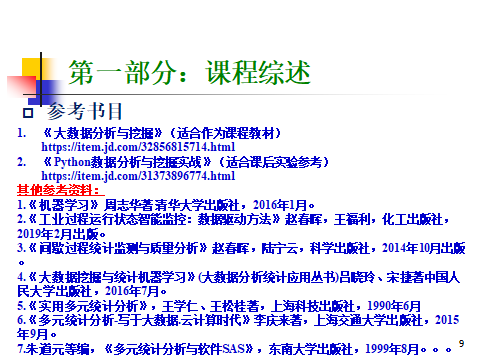 第一部分：课程综述
参考书目
1. 《大数据分析与挖掘》（适合作为课程教材）
https://item.jd.com/32856815714.html
2. 《Python数据分析与挖掘实战》（适合课后实验参考）
https://item.jd.com/31373896774.html
其他参考资料：
1.《机器学习》周志华著清华大学出版社，2016年1月。
2.《工业过程运行状态智能监控：数据驱动方法》赵春晖，王福利，化工出版社，
2019年2月出版。
3.《间歇过程统计监测与质量分析》赵春晖，陆宁云，科学出版社，2014年10月出版
。
4.《大数据挖掘与统计机器学习》(大数据分析统计应用丛书)吕晓玲、宋捷著中国人
民大学出版社，2016年7月。
5.《实用多元统计分析》，王学仁、王松桂著，上海科技出版社，1990年6月
6.《多元统计分析-写于大数据.云计算时代》李庆来著，上海交通大学出版社，2015
年9月。
7.朱道元等编，《多元统计分析与软件SAS》，东南大学出版社，1999年8月。。。
9